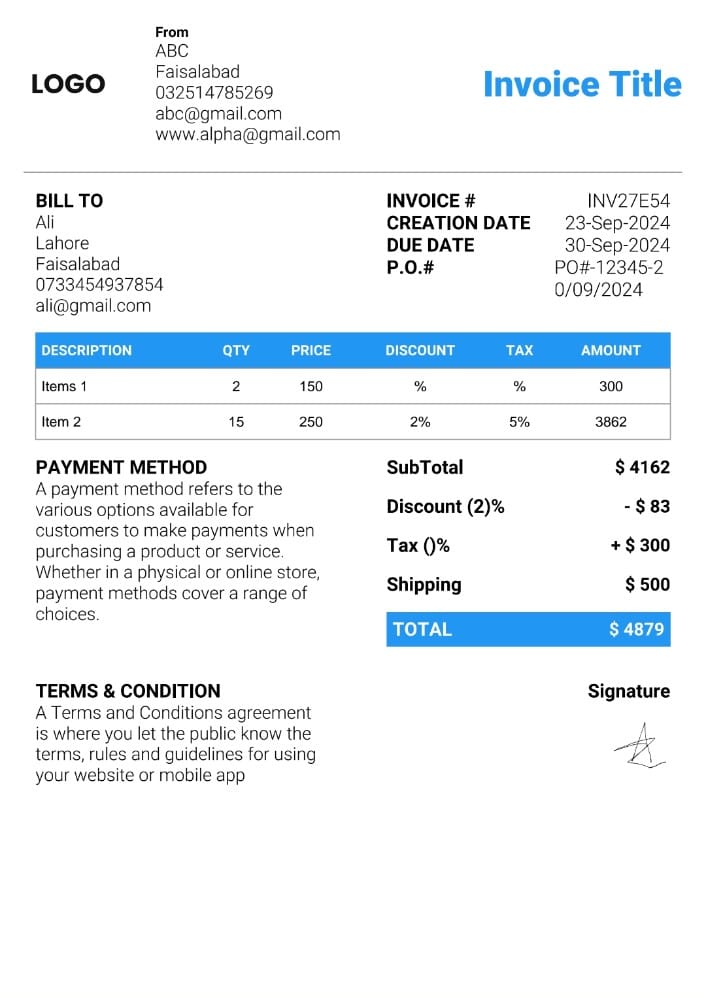 From
ABC
Faisalabad
032514785269
abc@gmail.com
www.alpha@gmail.com
LOGO
Invoice Title
BILL TO
Ali
Lahore
Faisalabad
0733454937854
ali@gmail.com
INVOICE # INV27E54
CREATION DATE 23-Sep-2024
DUE DATE 30-Sep-2024
P.O.# PO#-12345-2
0/09/2024
DESCRIPTION QTY PRICE DISCOUNT TAX AMOUNT
Items 1 2 150 % % 300
Item 2 15 250 2% 5% 3862
PAYMENT METHOD
A payment method refers to the
various options available for
customers to make payments when
purchasing a product or service.
Whether in a physical or online store,
payment methods cover a range of
choices.
SubTotal $ 4162
Discount (2)% - $ 83
Tax ()% + $ 300
Shipping $ 500
TOTAL $ 4879
TERMS & CONDITION
A Terms and Conditions agreement
is where you let the public know the
terms, rules and guidelines for using
your website or mobile app
Signature